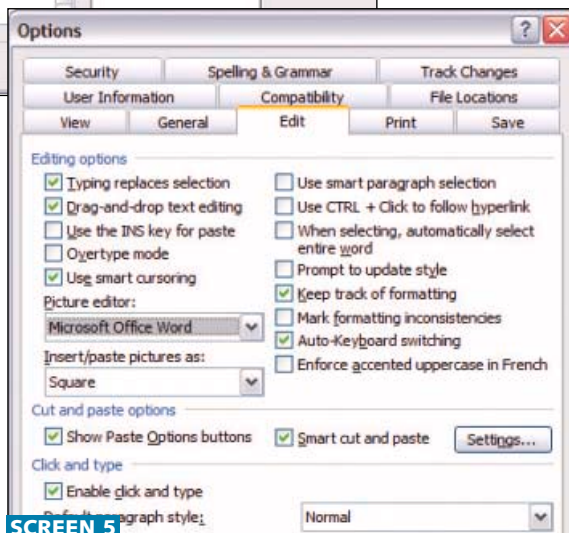 Options
Security Spelling & Grammar Track Changes
User Information Compatibility File Locations
View General Edit Print Save
Editing options
Typing replaces selection
Drag-and-drop text editing
Use the INS key for paste
Overtype mode
Use smart cursoring
Picture editor:
Microsoft Office Word
Insert/paste pictures as:
Square
Use smart paragraph selection
Use CTRL + Click to follow hyperlink
When selecting, automatically select
entire word
Prompt to update style
Keep track of formatting
Mark formatting inconsistencies
Auto-Keyboard switching
Enforce accented uppercase in French
Cut and paste options
Show Paste Options buttons Smart cut and paste Settings...
Click and type
Enable click and type
Default paragraph style: Normal
SCREEN 5